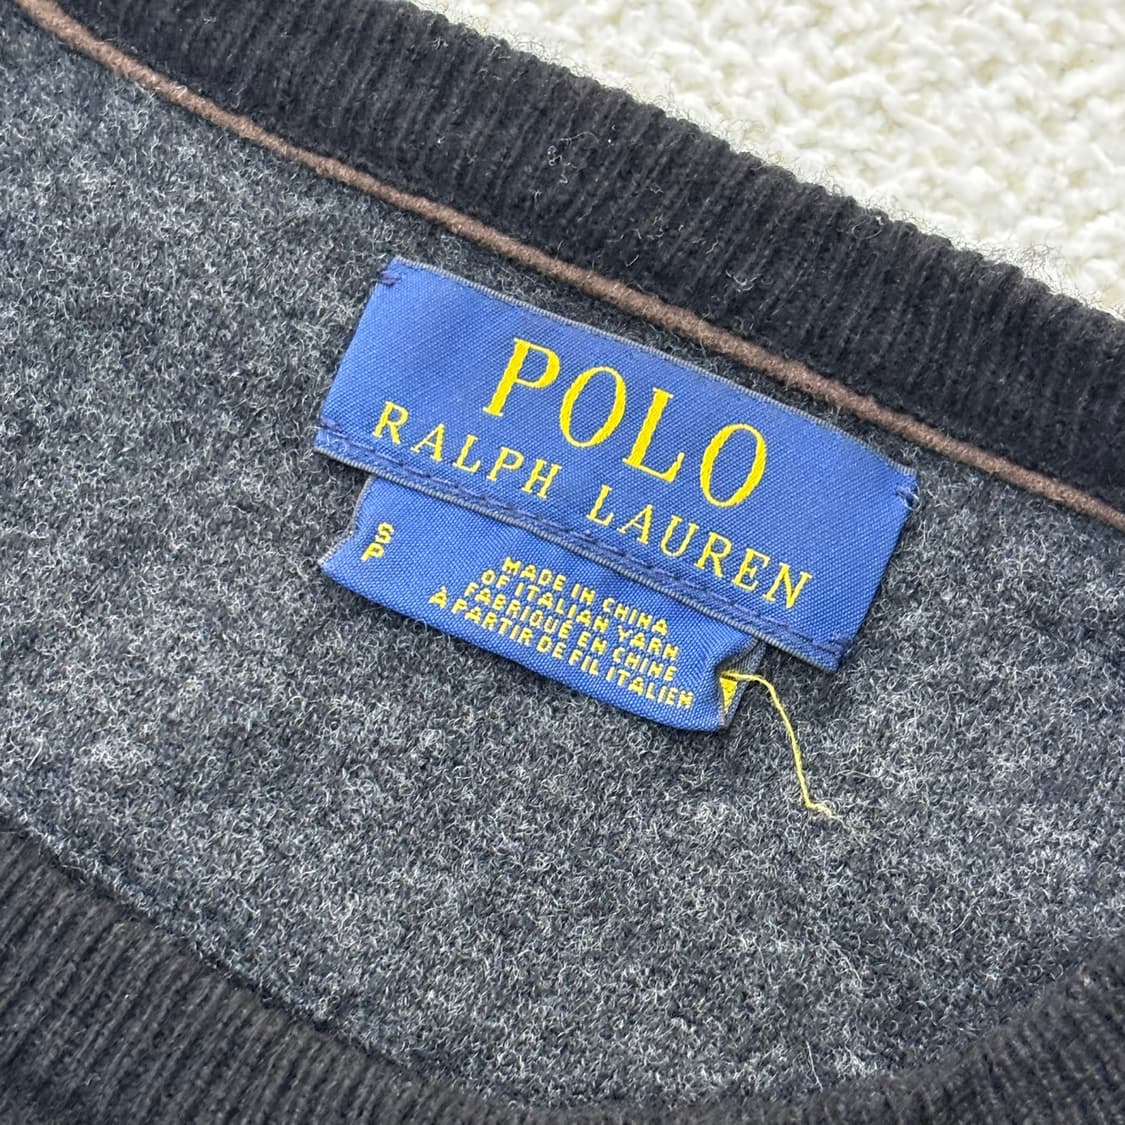 POLO
RALPH LAUREN
S
P
MADE IN CHINA
OF ITALIAN YARN
FABRIQUÉ EN CHINE
À PARTIR DE FIL ITALIEN